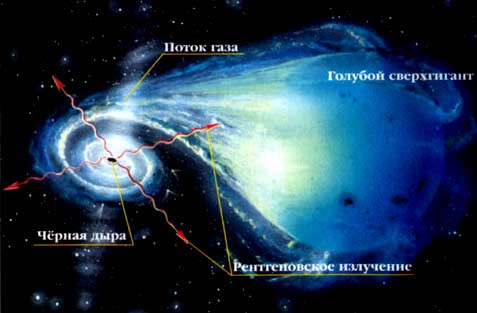 Поток газа
Голубой сверхгигант
Чёрная дыра
Рентгеновское излучение